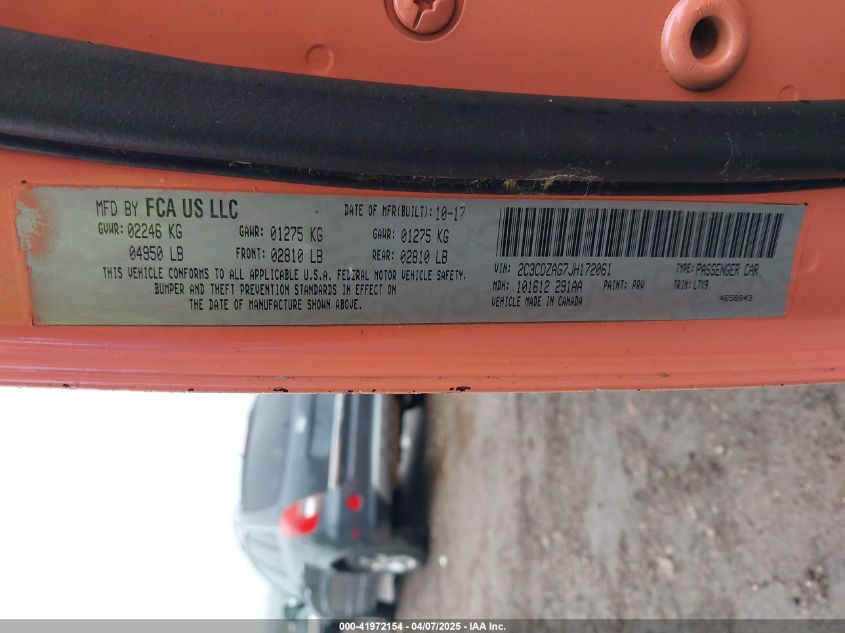 MFD BY FCA US LLC DATE OF MFR(BUILT): 10-17
GVWR: 02246 KG GAWR: 01275 KG GAWR: 01275 KG
04950 LB FRONT: 02810 LB REAR: 02810 LB
THIS VEHICLE CONFORMS TO ALL APPLICABLE U.S.A. FEDERAL MOTOR VEHICLE SAFETY,
BUMPER AND THEFT PREVENTION STANDARDS IN EFFECT ON
THE DATE OF MANUFACTURE SHOWN ABOVE.
VIN: 2C3CDZAG7JH172061 TYPE: PASSENGER CAR
MDH: 101612 291AA PAINT: PRV TRIM: L7X9
VEHICLE MADE IN CANADA 4658843
000-41972154 - 04/07/2025 - IAA Inc.